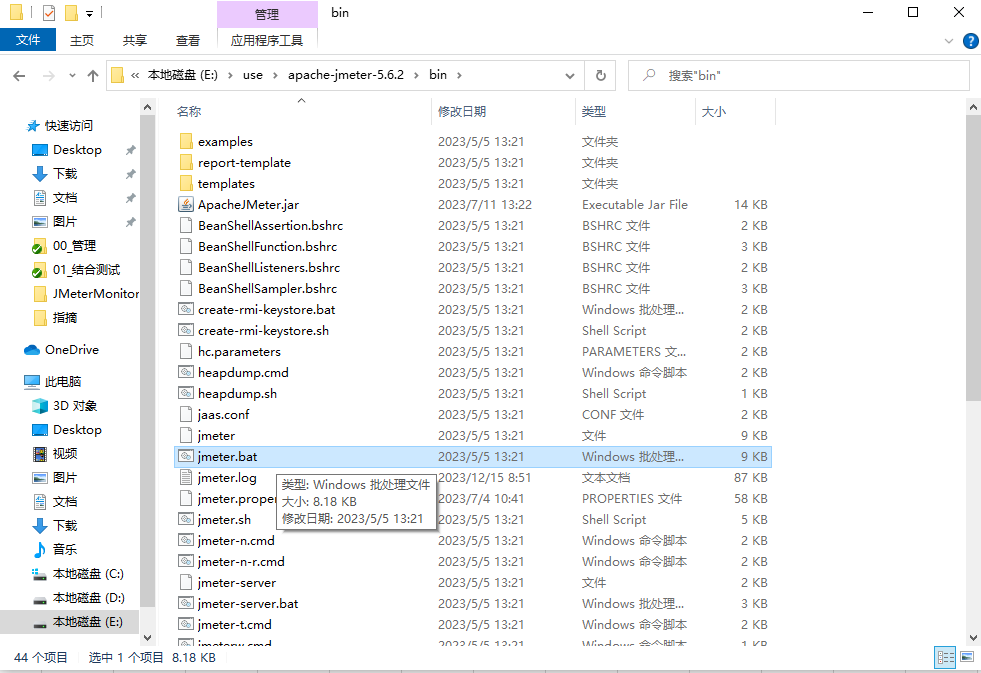 管理
bin
文件
主页
共享
查看
应用程序工具
« 本地磁盘 (E:) › use › apache-jmeter-5.6.2 › bin ›
搜索"bin"
快速访问
Desktop
下载
文档
图片
00_管理
01_结合测试
JMeterMonitor
指摘
OneDrive
此电脑
3D 对象
Desktop
视频
图片
文档
下载
音乐
本地磁盘 (C:)
本地磁盘 (D:)
本地磁盘 (E:)
名称 修改日期 类型 大小
examples 2023/5/5 13:21 文件夹
report-template 2023/5/5 13:21 文件夹
templates 2023/5/5 13:21 文件夹
ApacheJMeter.jar 2023/7/11 13:22 Executable Jar File 14 KB
BeanShellAssertion.bshrc 2023/5/5 13:21 BSHRC 文件 2 KB
BeanShellFunction.bshrc 2023/5/5 13:21 BSHRC 文件 3 KB
BeanShellListeners.bshrc 2023/5/5 13:21 BSHRC 文件 2 KB
BeanShellSampler.bshrc 2023/5/5 13:21 BSHRC 文件 3 KB
create-rmi-keystore.bat 2023/5/5 13:21 Windows 批处理... 2 KB
create-rmi-keystore.sh 2023/5/5 13:21 Shell Script 2 KB
hc.parameters 2023/5/5 13:21 PARAMETERS 文... 2 KB
heapdump.cmd 2023/5/5 13:21 Windows 命令脚本 2 KB
heapdump.sh 2023/5/5 13:21 Shell Script 1 KB
jaas.conf 2023/5/5 13:21 CONF 文件 2 KB
jmeter 2023/5/5 13:21 文件 9 KB
jmeter.bat 2023/5/5 13:21 Windows 批处理... 9 KB
jmeter.log 2023/12/15 8:51 文本文档 87 KB
jmeter.proper 2023/7/4 10:41 PROPERTIES 文件 58 KB
jmeter.sh 2023/5/5 13:21 Shell Script 5 KB
jmeter-n.cmd 2023/5/5 13:21 Windows 命令脚本 2 KB
jmeter-n-r.cmd 2023/5/5 13:21 Windows 命令脚本 2 KB
jmeter-server 2023/5/5 13:21 文件 2 KB
jmeter-server.bat 2023/5/5 13:21 Windows 批处理... 3 KB
jmeter-t.cmd 2023/5/5 13:21 Windows 命令脚本 2 KB
jmeterw.cmd 2023/5/5 13:21 Windows 命令脚本 1 KB
类型: Windows 批处理文件
大小: 8.18 KB
修改日期: 2023/5/5 13:21
44 个项目 选中 1 个项目 8.18 KB